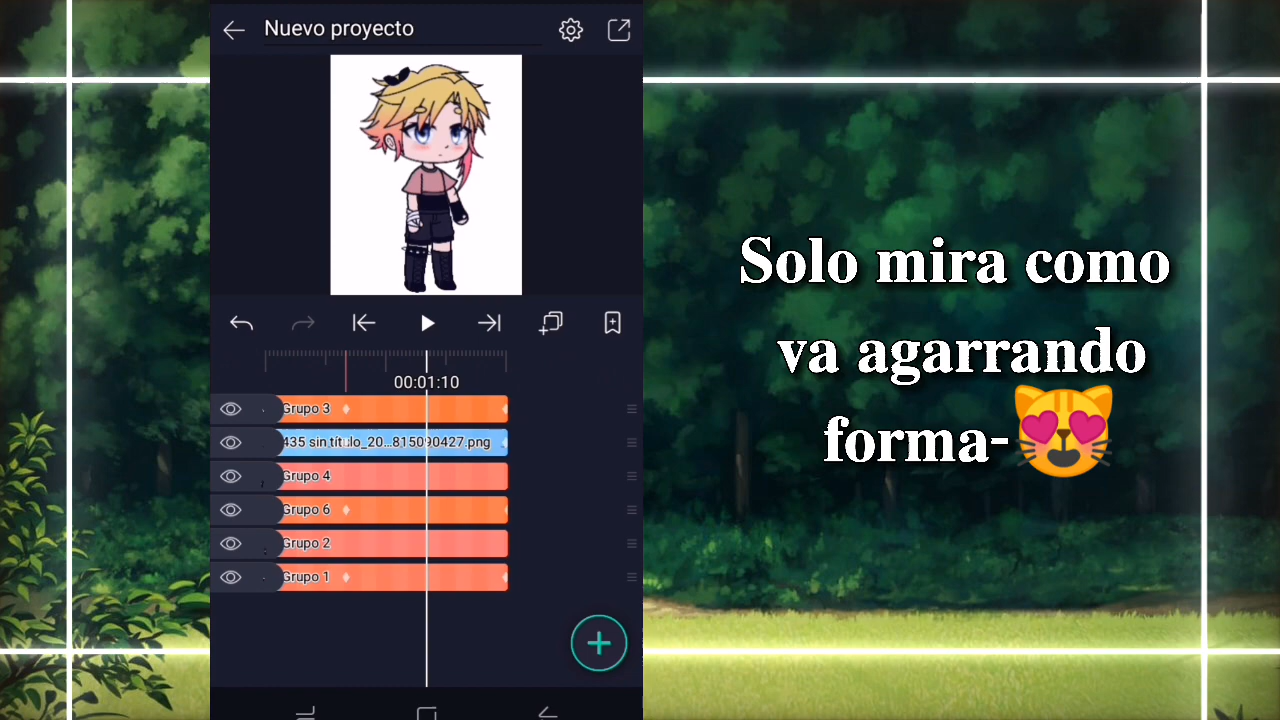 Nuevo proyecto
00:01:10
Grupo 3
435 sin título_20...815090427.png
Grupo 4
Grupo 6
Grupo 2
Grupo 1
Solo mira como
va agarrando
forma-😻